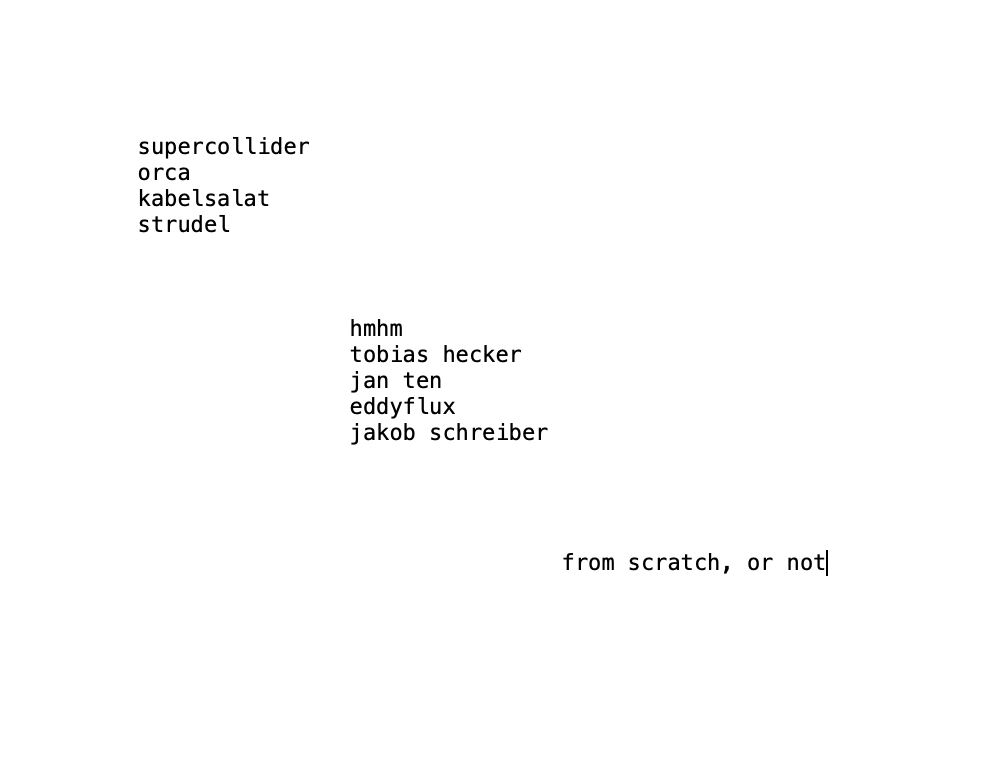 supercollider
orca
kabelsalat
strudel
hmhm
tobias hecker
jan ten
eddyflux
jakob schreiber
from scratch, or not